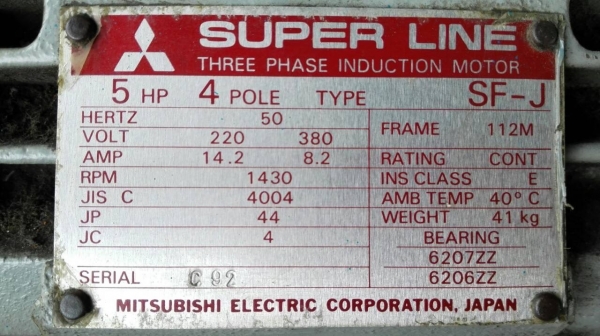 SUPER LINE
THREE PHASE INDUCTION MOTOR
5 HP 4 POLE TYPE SF-J
HERTZ 50
VOLT 220 380
AMP 14.2 8.2
RPM 1430
JIS C 4004
JP 44
JC 4
SERIAL C92
FRAME 112M
RATING CONT
INS CLASS E
AMB TEMP 40°C
WEIGHT 41 kg
BEARING
6207ZZ
6206ZZ
MITSUBISHI ELECTRIC CORPORATION, JAPAN